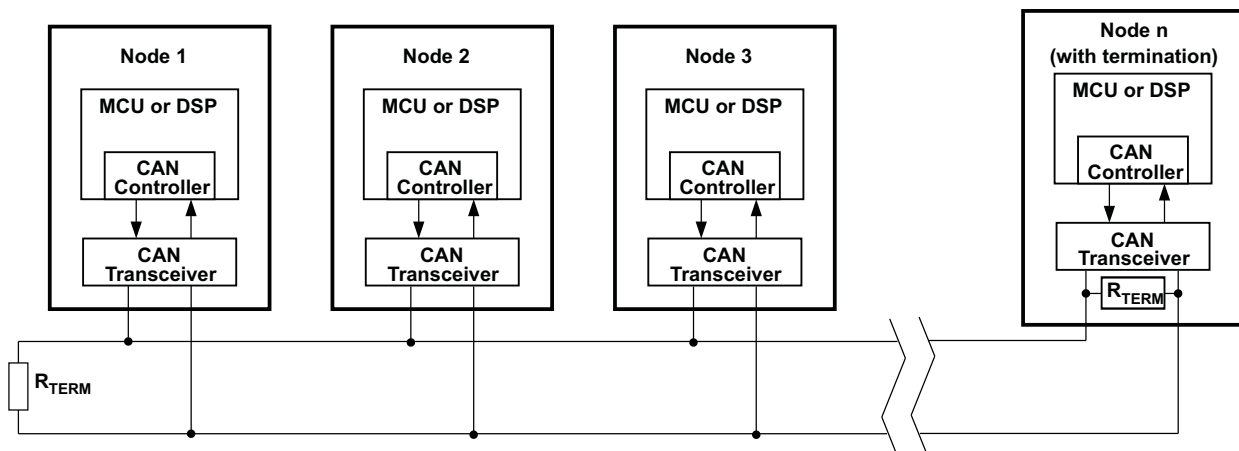 Node 1
MCU or DSP
CAN
Controller
CAN
Transceiver
Node 2
MCU or DSP
CAN
Controller
CAN
Transceiver
Node 3
MCU or DSP
CAN
Controller
CAN
Transceiver
Node n
(with termination)
MCU or DSP
CAN
Controller
CAN
Transceiver
RTERM
RTERM